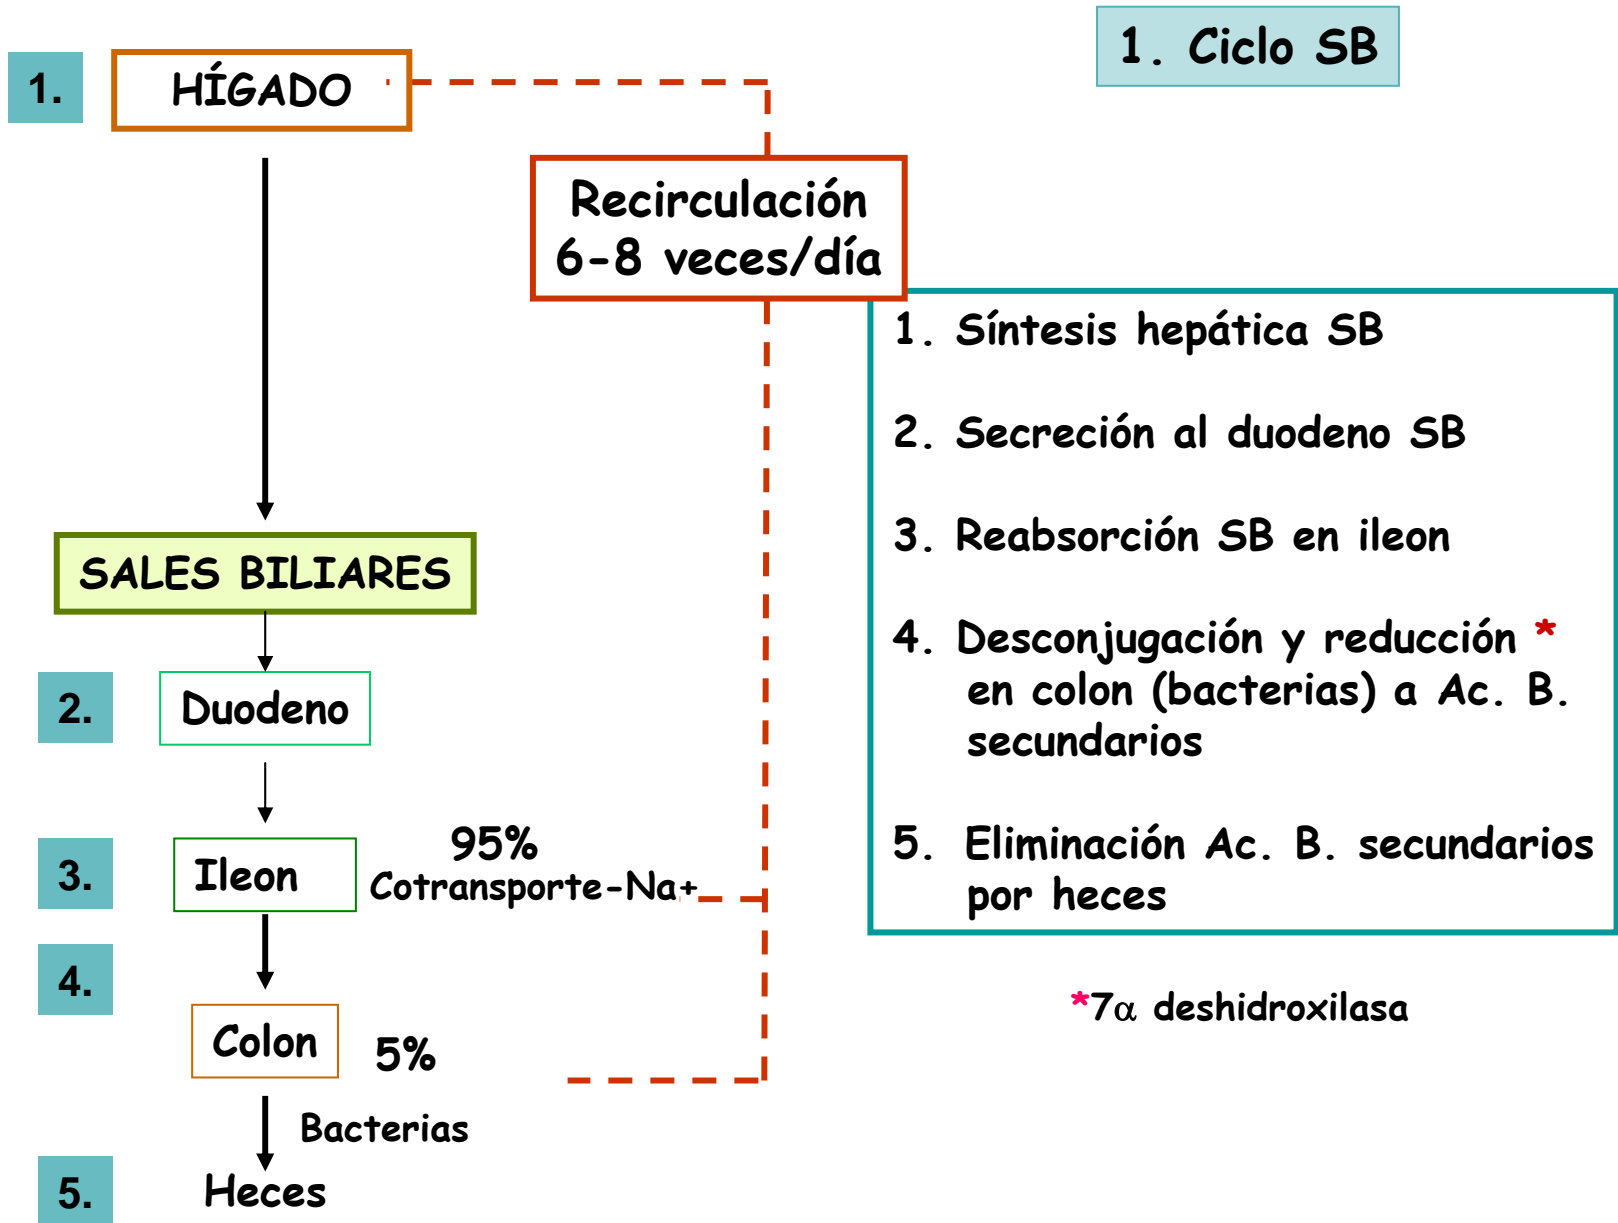 1. Ciclo SB
1.
HÍGADO
Recirculación
6-8 veces/día
SALES BILIARES
2.
Duodeno
3.
Ileon
95%
Cotransporte-Na+
4.
Colon
5%
Bacterias
5.
Heces
1. Síntesis hepática SB
2. Secreción al duodeno SB
3. Reabsorción SB en ileon
4. Desconjugación y reducción *
en colon (bacterias) a Ac. B.
secundarios
5. Eliminación Ac. B. secundarios
por heces
*7α deshidroxilasa